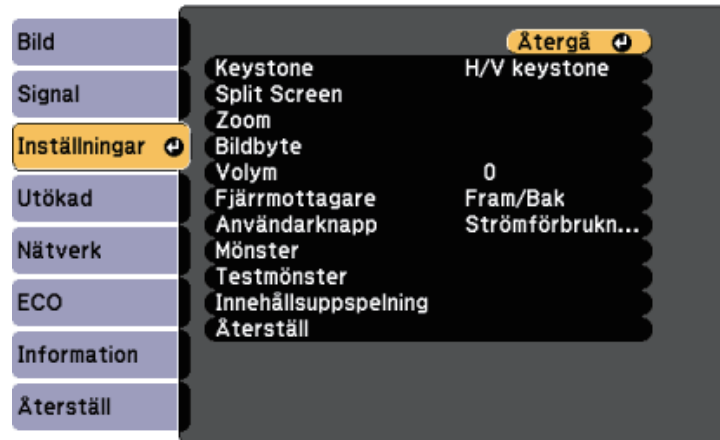 Bild
Signal
Inställningar
Utökad
Nätverk
ECO
Information
Återställ
Återgå
Keystone H/V keystone
Split Screen
Zoom
Bildbyte
Volym 0
Fjärrmottagare Fram/Bak
Användarknapp Strömförbrukn...
Mönster
Testmönster
Innehållsuppspelning
Återställ